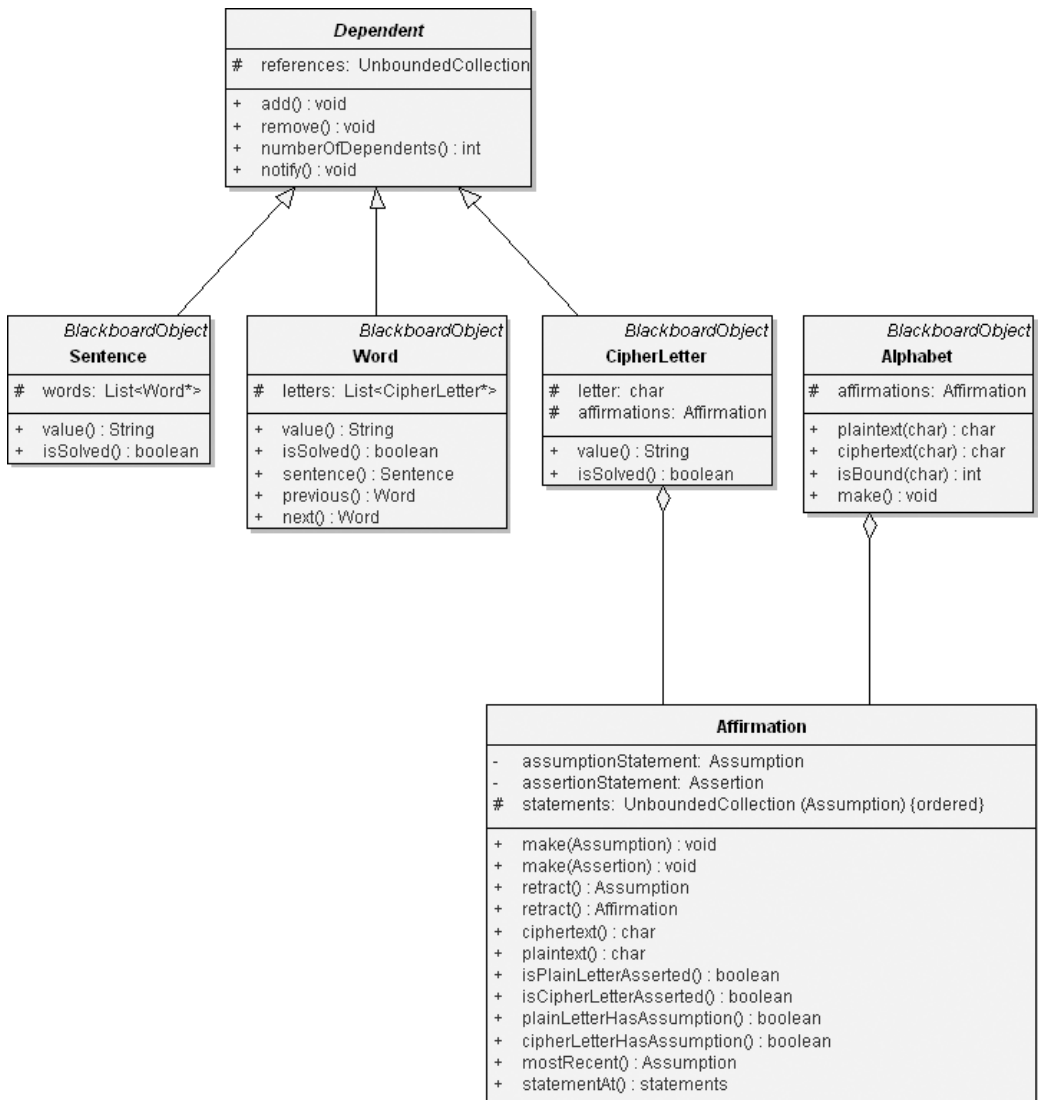 Dependent
# references: UnboundedCollection
+ add() : void
+ remove() : void
+ numberOfDependents() : int
+ notify() : void
BlackboardObject
Sentence
# words: List<Word*>
+ value() : String
+ isSolved() : boolean
BlackboardObject
Word
# letters: List<CipherLetter*>
+ value() : String
+ isSolved() : boolean
+ sentence() : Sentence
+ previous() : Word
+ next() : Word
BlackboardObject
CipherLetter
# letter: char
# affirmations: Affirmation
+ value() : String
+ isSolved() : boolean
BlackboardObject
Alphabet
# affirmations: Affirmation
+ plaintext(char) : char
+ ciphertext(char) : char
+ isBound(char) : int
+ make() : void
Affirmation
- assumptionStatement: Assumption
- assertionStatement: Assertion
# statements: UnboundedCollection (Assumption) {ordered}
+ make(Assumption) : void
+ make(Assertion) : void
+ retract() : Assumption
+ retract() : Affirmation
+ ciphertext() : char
+ plaintext() : char
+ isPlainLetterAsserted() : boolean
+ isCipherLetterAsserted() : boolean
+ plainLetterHasAssumption() : boolean
+ cipherLetterHasAssumption() : boolean
+ mostRecent() : Assumption
+ statementAt() : statements